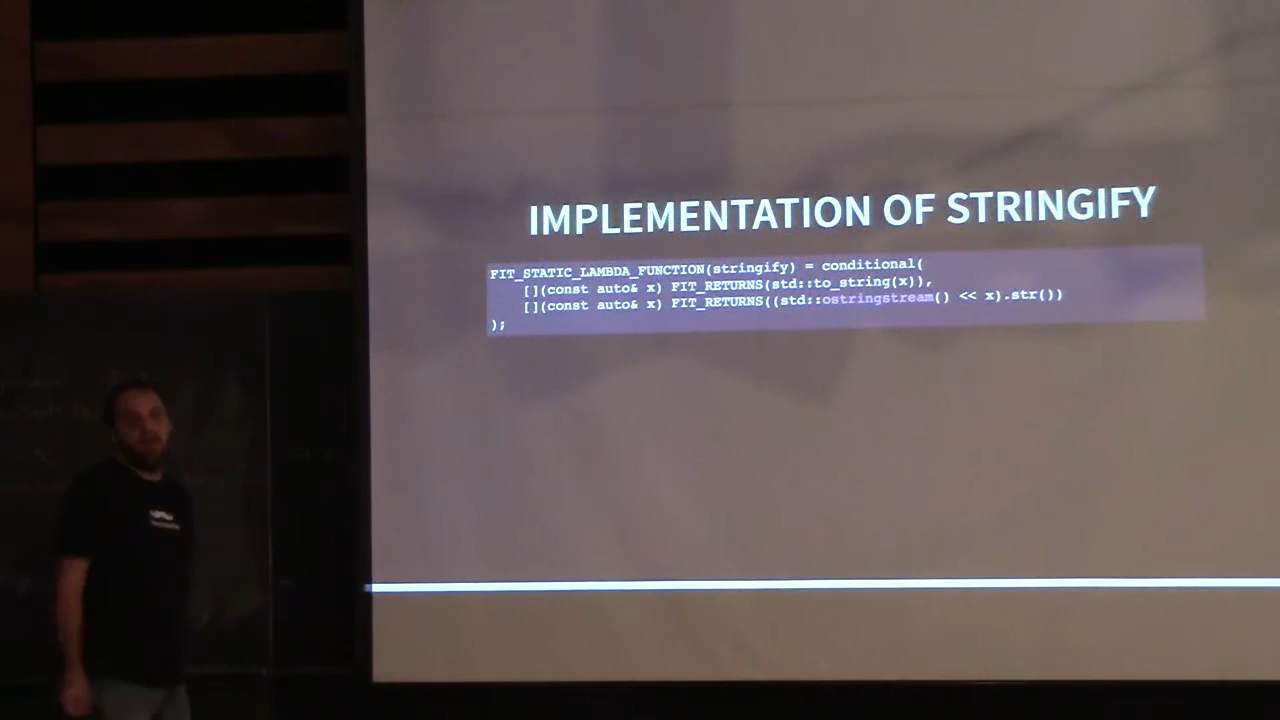 IMPLEMENTATION OF STRINGIFY
FIT_STATIC_LAMBDA_FUNCTION(stringify) = conditional(
[](const auto& x) FIT_RETURNS(std::to_string(x)),
[](const auto& x) FIT_RETURNS((std::ostringstream() << x).str())
);